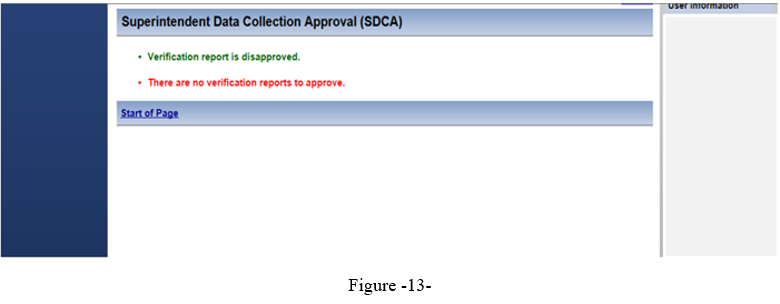 User Information
Superintendent Data Collection Approval (SDCA)
• Verification report is disapproved.
• There are no verification reports to approve.
Start of Page
Figure -13-